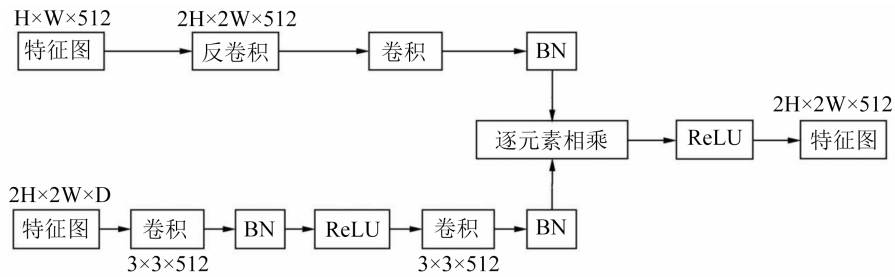 H×W×512
2H×2W×512
特征图
反卷积
卷积
BN
2H×2W×512
逐元素相乘
ReLU
特征图
2H×2W×D
特征图
卷积
BN
ReLU
卷积
BN
3×3×512
3×3×512